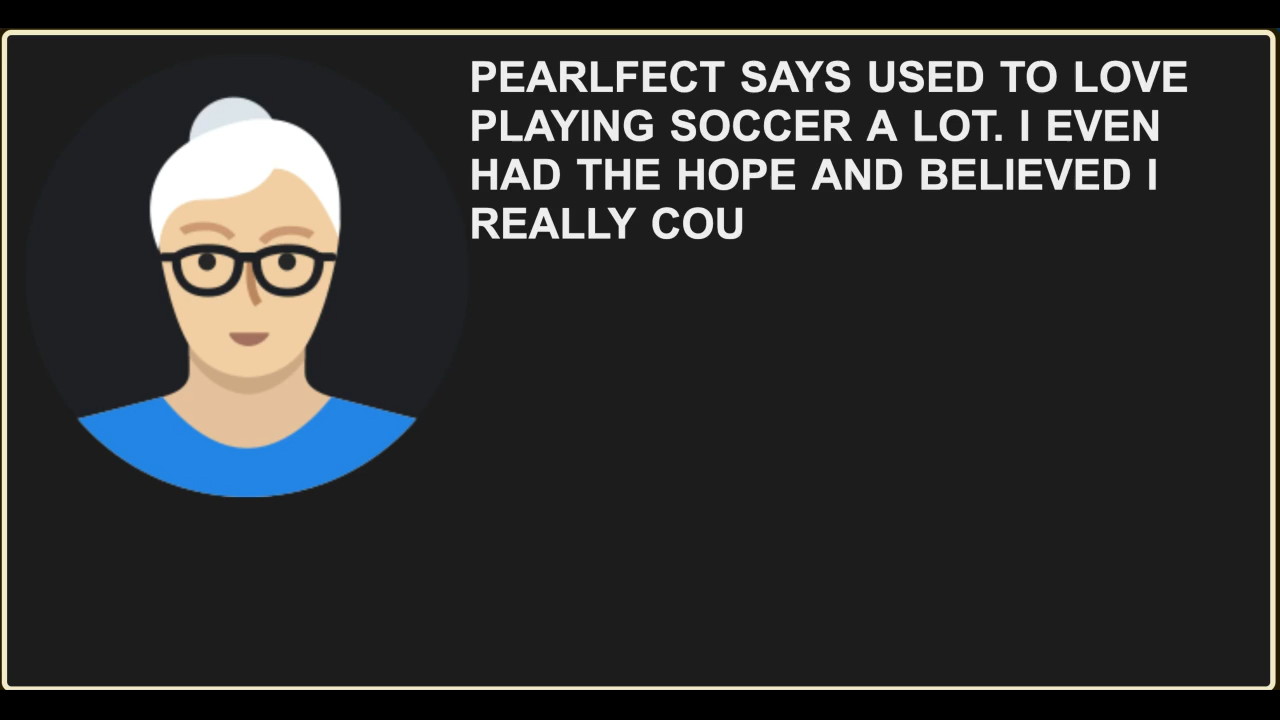 PEARLFECT SAYS USED TO LOVE
PLAYING SOCCER A LOT. I EVEN
HAD THE HOPE AND BELIEVED I
REALLY COU